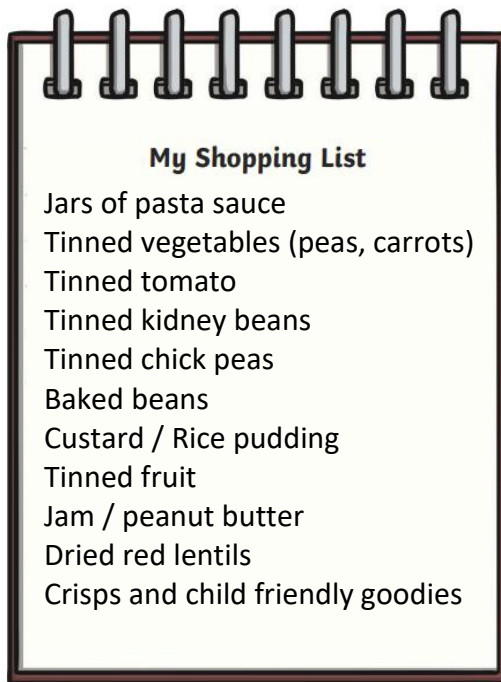 My Shopping List
Jars of pasta sauce
Tinned vegetables (peas, carrots)
Tinned tomato
Tinned kidney beans
Tinned chick peas
Baked beans
Custard / Rice pudding
Tinned fruit
Jam / peanut butter
Dried red lentils
Crisps and child friendly goodies